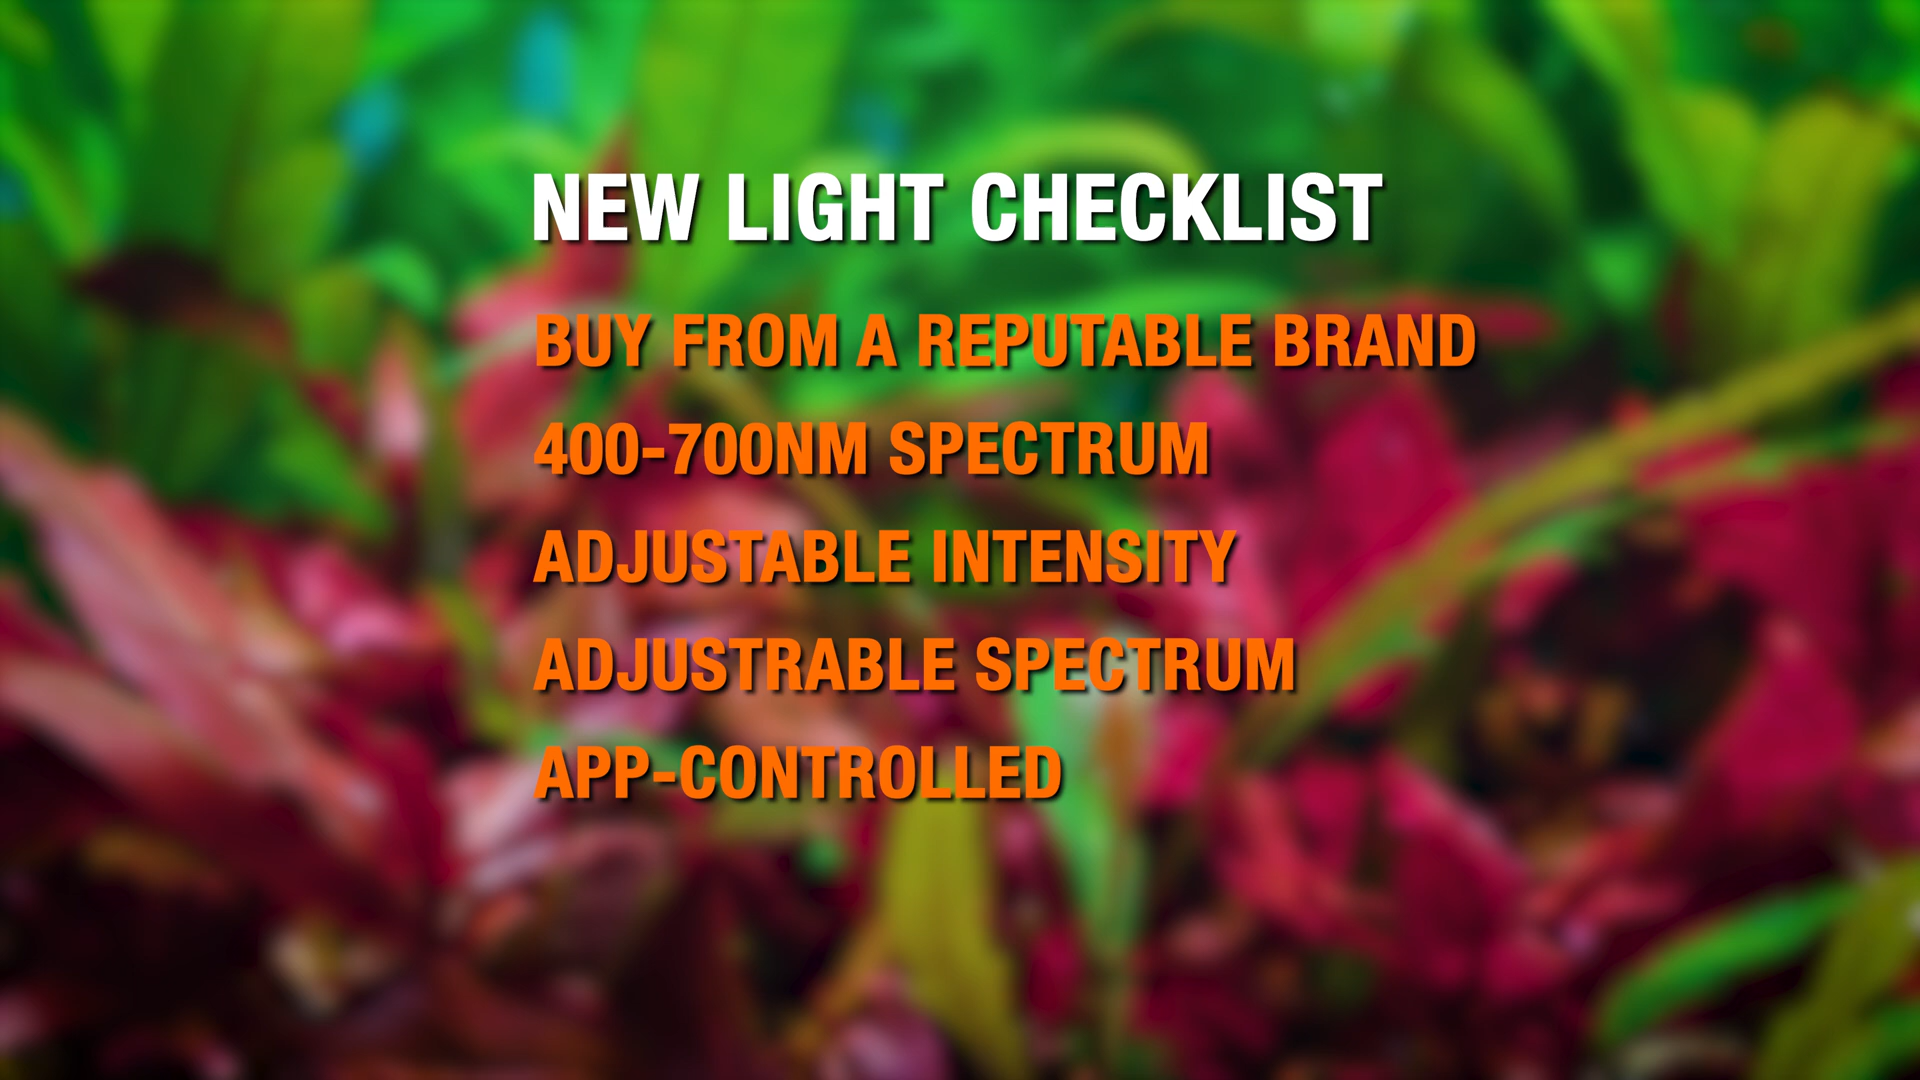 NEW LIGHT CHECKLIST
BUY FROM A REPUTABLE BRAND
400-700NM SPECTRUM
ADJUSTABLE INTENSITY
ADJUSTRABLE SPECTRUM
APP-CONTROLLED